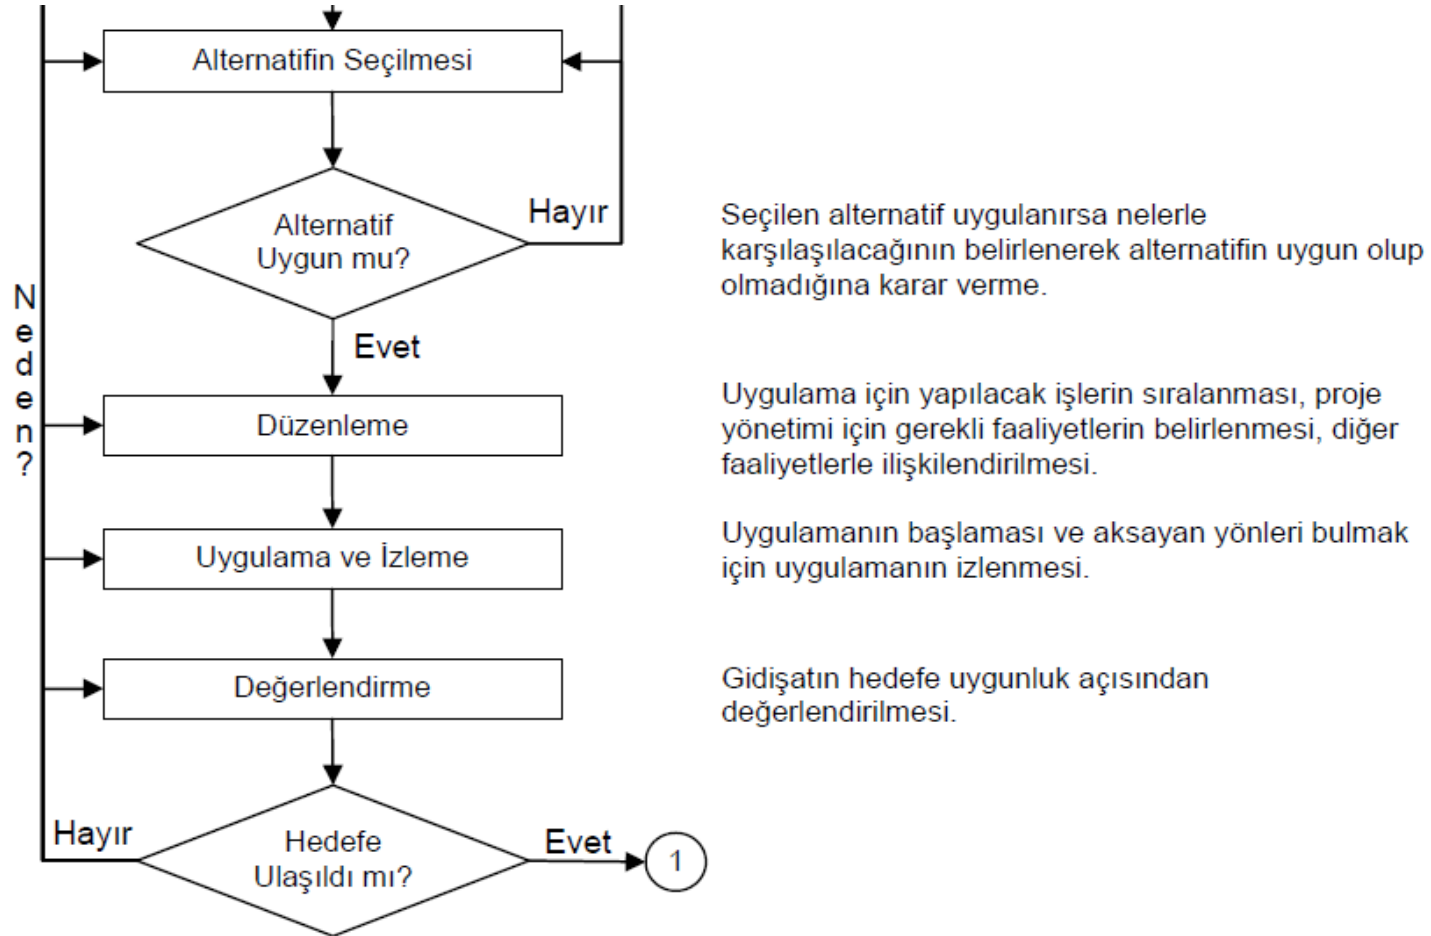 Alternatifin Seçilmesi
Alternatif
Uygun mu?
Hayır
Seçilen alternatif uygulanırsa nelerle
karşılaşılacağının belirlenerek alternatifin uygun olup
olmadığına karar verme.
Neden?
Evet
Düzenleme
Uygulama için yapılacak işlerin sıralanması, proje
yönetimi için gerekli faaliyetlerin belirlenmesi, diğer
faaliyetlerle ilişkilendirilmesi.
Uygulama ve İzleme
Uygulamanın başlaması ve aksayan yönleri bulmak
için uygulamanın izlenmesi.
Değerlendirme
Gidişatın hedefe uygunluk açısından
değerlendirilmesi.
Hayır
Hedefe
Ulaşıldı mı?
Evet
1